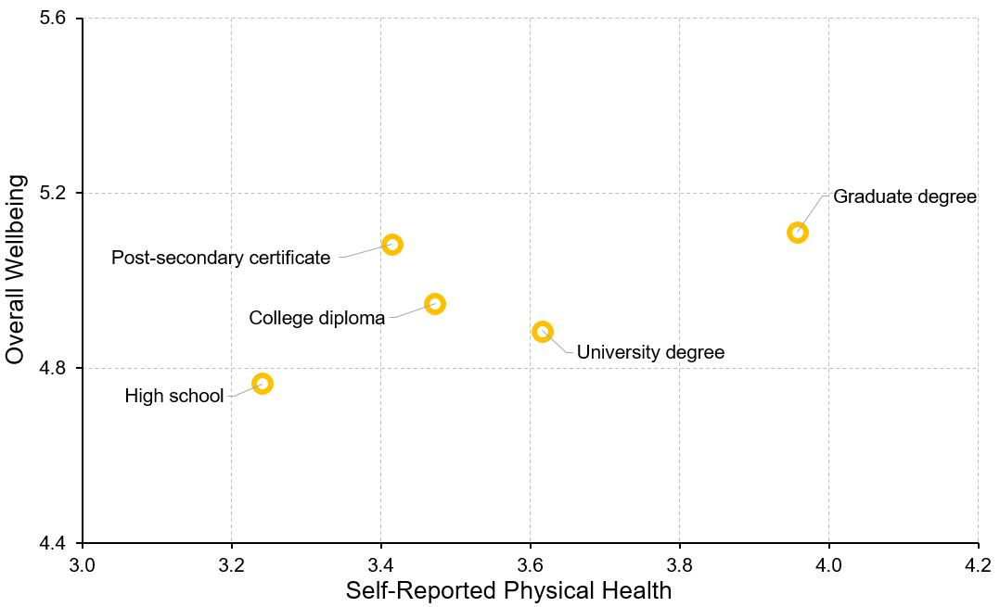 5.6
5.2
4.8
4.4
Overall Wellbeing
Graduate degree
Post-secondary certificate
College diploma
University degree
High school
3.0 3.2 3.4 3.6 3.8 4.0 4.2
Self-Reported Physical Health